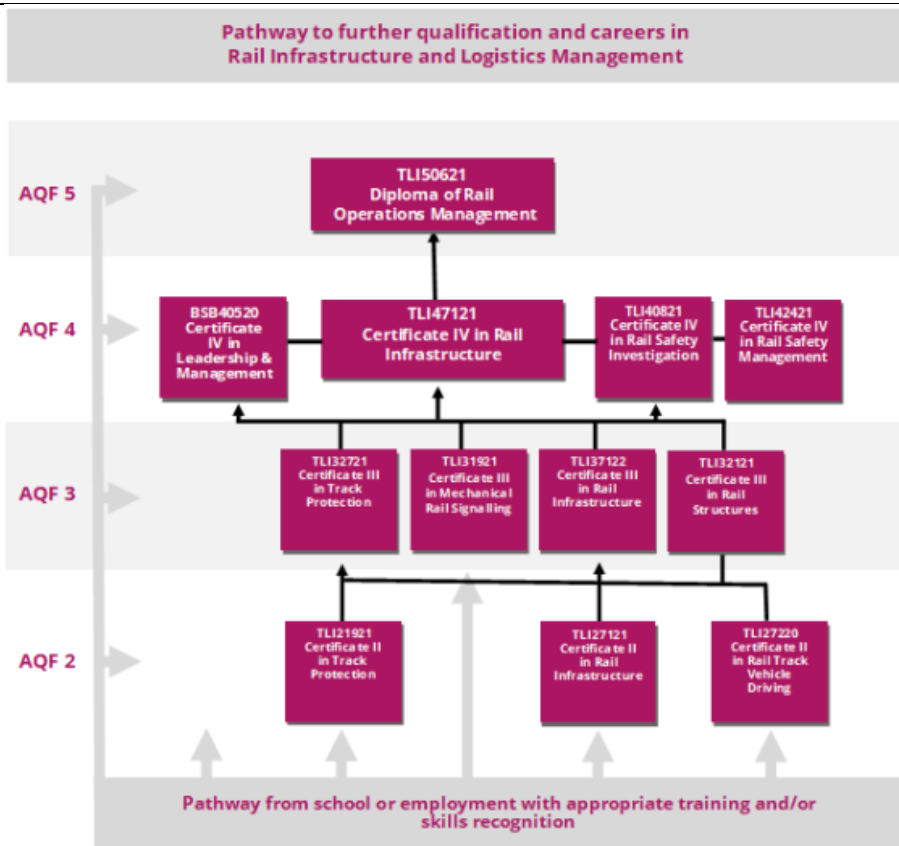 Pathway to further qualification and careers in
Rail Infrastructure and Logistics Management
AQF 5
TLI50621
Diploma of Rail
Operations Management
AQF 4
BSB40520
Certificate
IV in
Leadership &
Management
TLI47121
Certificate IV in Rail
Infrastructure
TLI40821
Certificate IV
in Rail Safety
Investigation
TLI42421
Certificate IV
in Rail Safety
Management
AQF 3
TLI32721
Certificate III
in Track
Protection
TLI31921
Certificate III
in Mechanical
Rail Signalling
TLI37122
Certificate III
in Rail
Infrastructure
TLI32121
Certificate III
in Rail
Structures
AQF 2
TLI21921
Certificate II
in Track
Protection
TLI27121
Certificate II
in Rail
Infrastructure
TLI27220
Certificate II
in Rail Track
Vehicle
Driving
Pathway from school or employment with appropriate training and/or
skills recognition